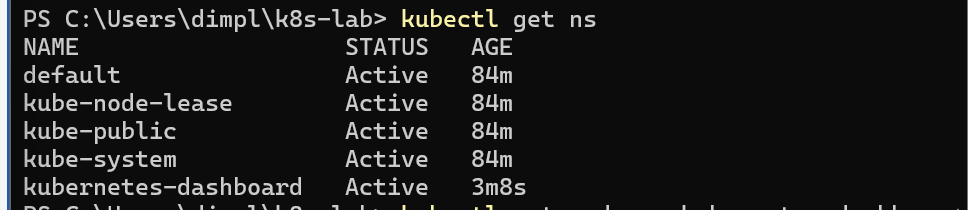 PS C:\Users\dimpl\k8s-lab> kubectl get ns
NAME                   STATUS   AGE
default                Active   84m
kube-node-lease        Active   84m
kube-public            Active   84m
kube-system            Active   84m
kubernetes-dashboard   Active   3m8s